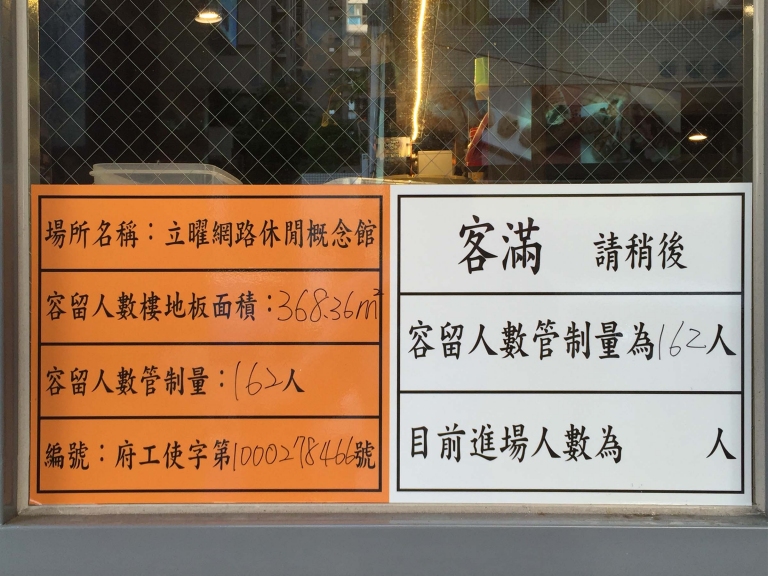 場所名稱：立曜網路休閒概念館
容留人數樓地板面積：368.36m²
容留人數管制量：162人
編號：府工使字第1000278466號
客滿 請稍後
容留人數管制量為162人
目前進場人數為 人